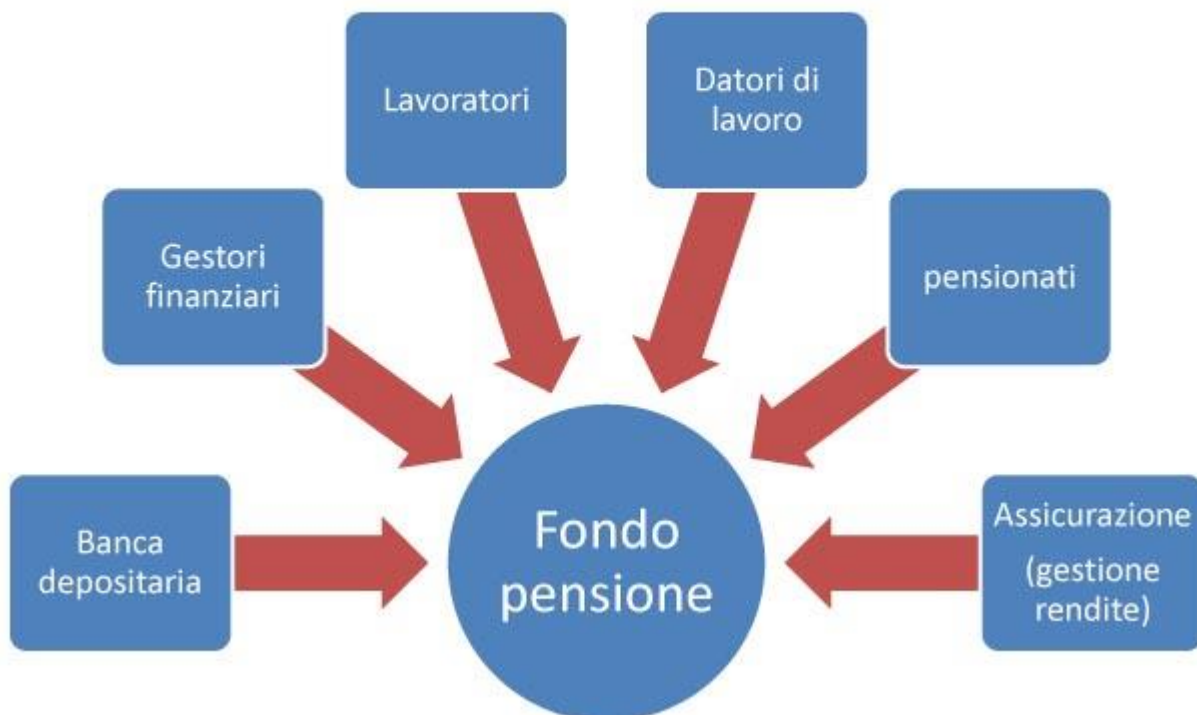 Lavoratori
Datori di
lavoro
Gestori
finanziari
pensionati
Banca
depositaria
Fondo
pensione
Assicurazione
(gestione
rendite)